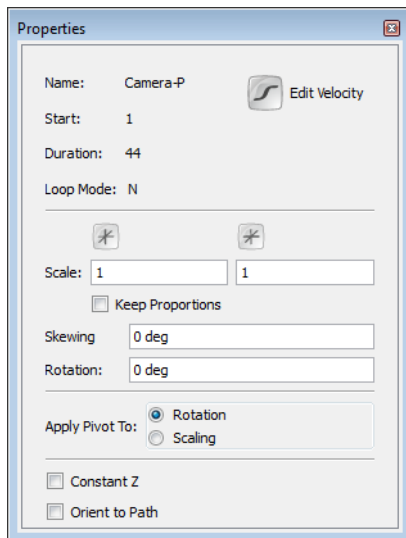 Properties
Name: Camera-P
Edit Velocity
Start: 1
Duration: 44
Loop Mode: N
Scale: 1 1
Keep Proportions
Skewing 0 deg
Rotation: 0 deg
Apply Pivot To: Rotation
Scaling
Constant Z
Orient to Path